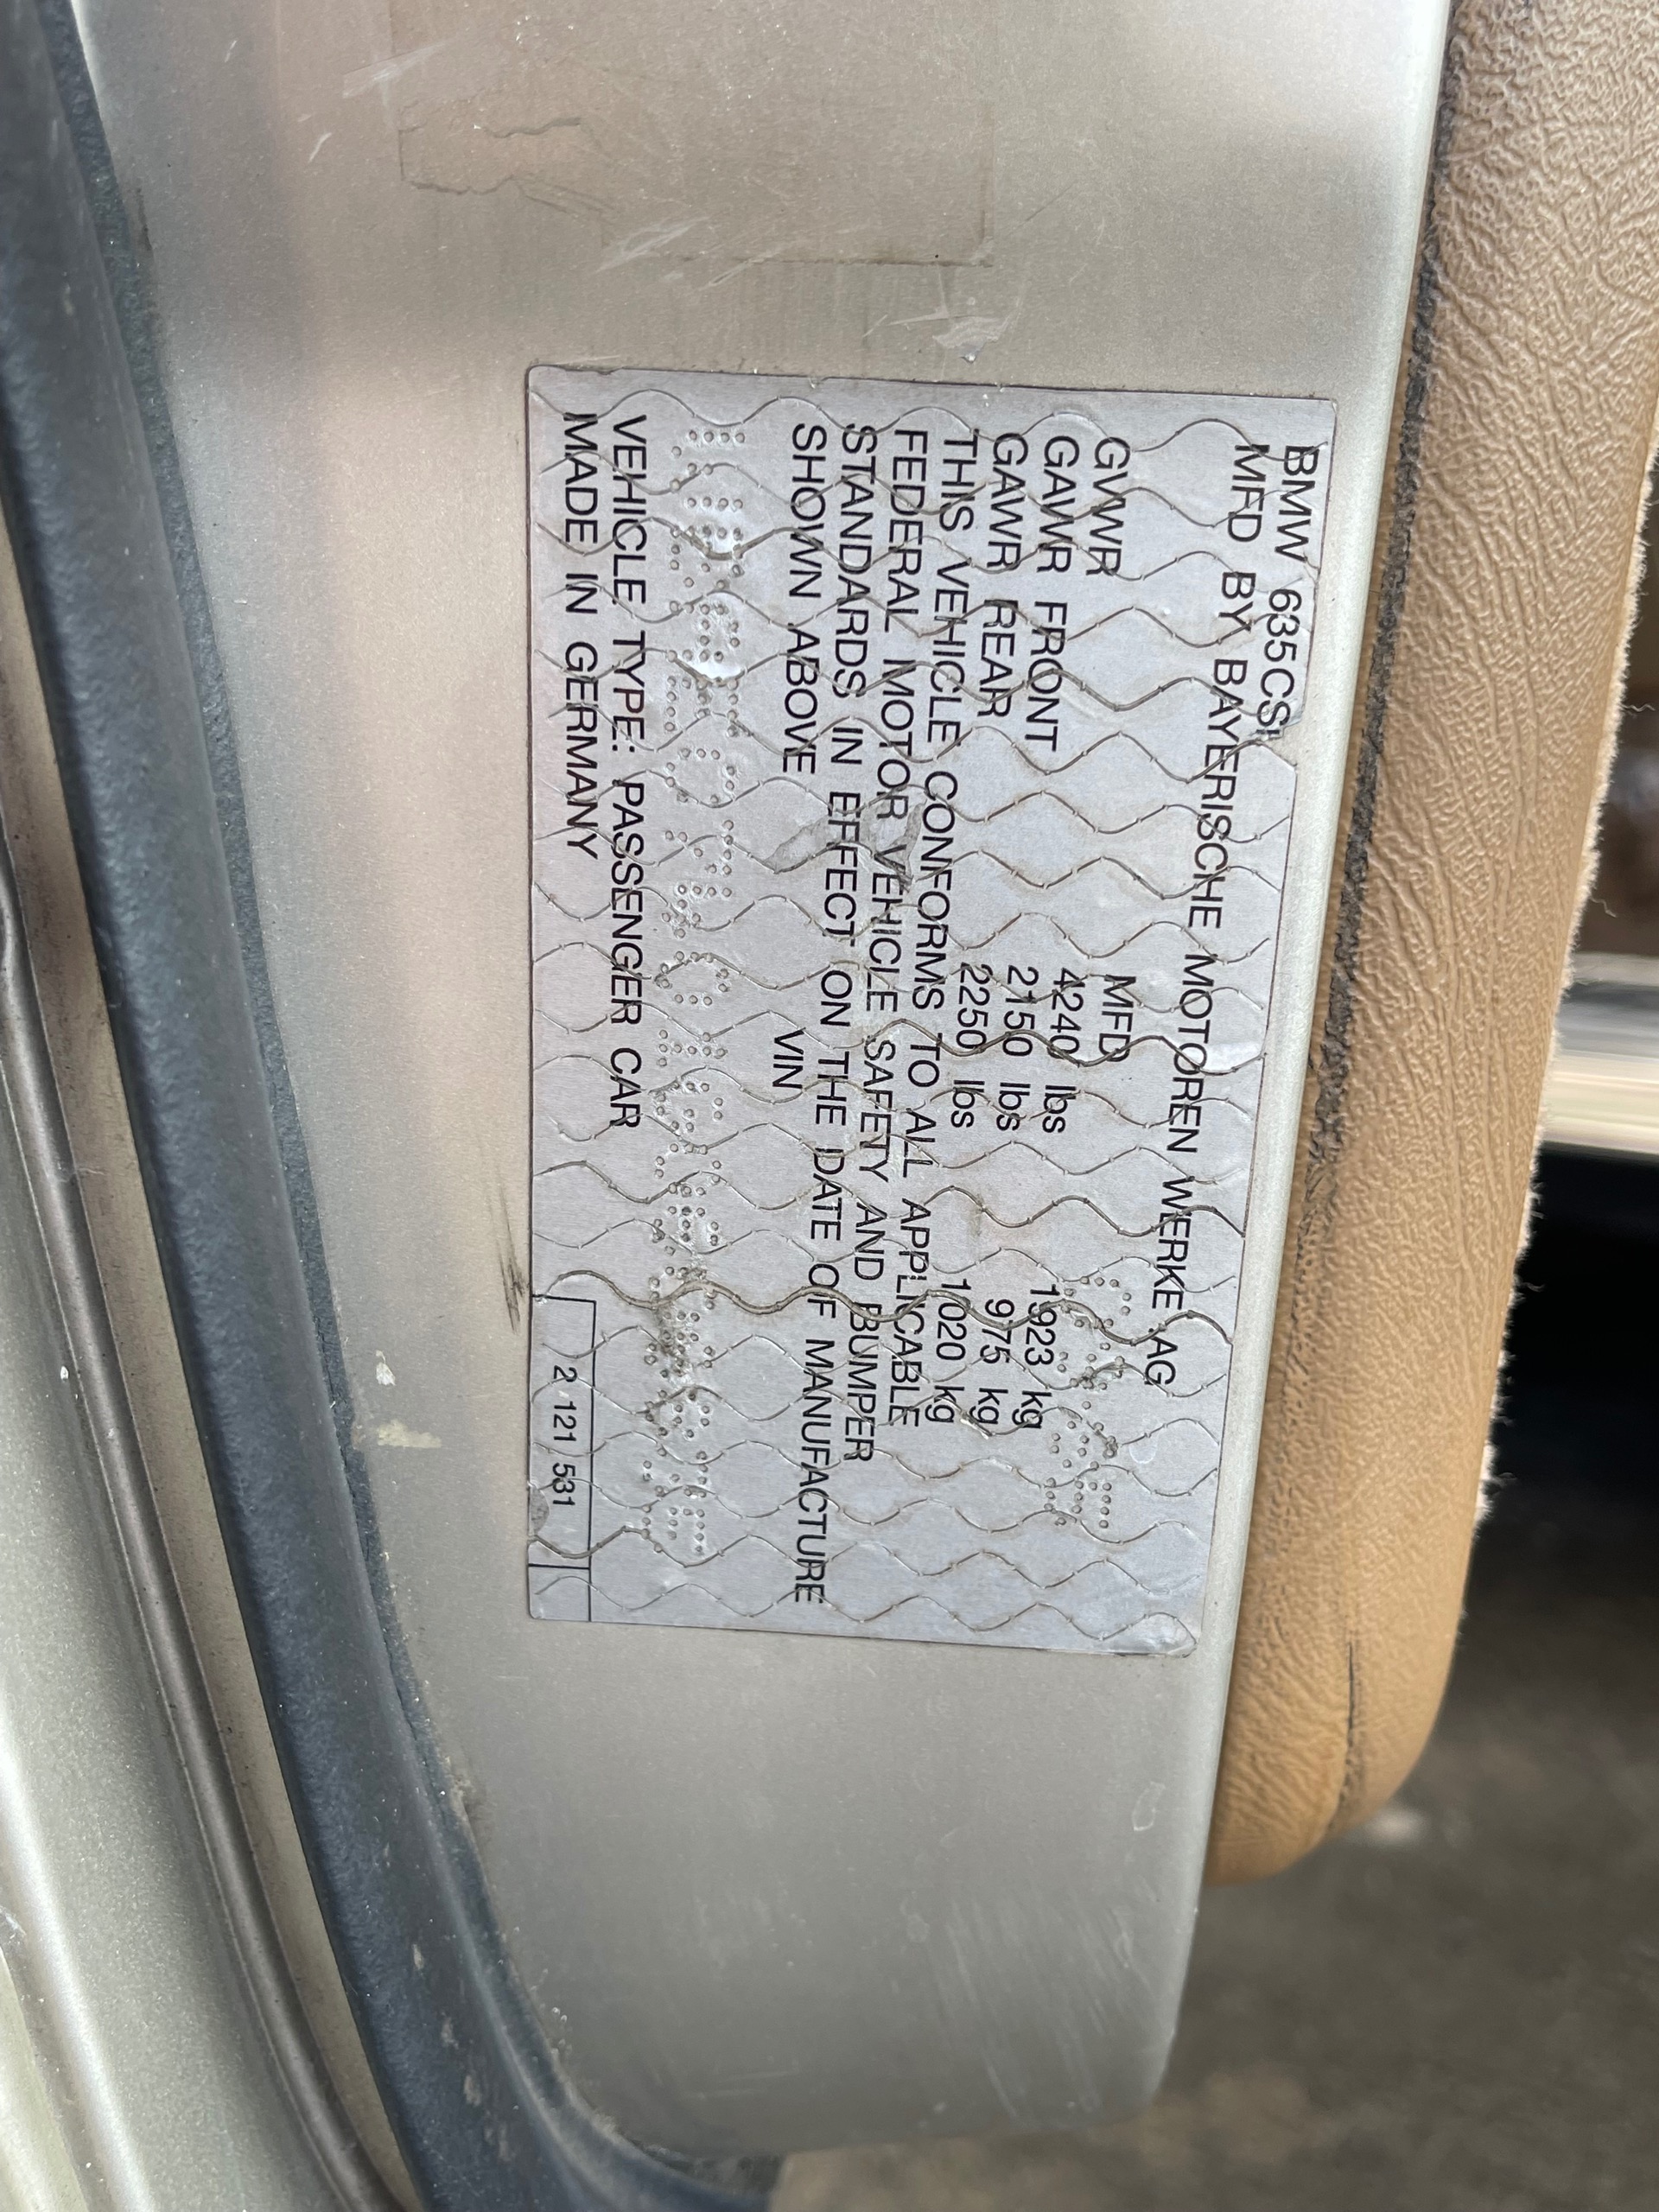 BMW 635CSi
MFD BY BAYERISCHE MOTOREN WERKE AG
MFD
GVWR 4240 lbs 1923 kg
GAWR FRONT 2150 lbs 975 kg
GAWR REAR 2250 lbs 1020 kg
THIS VEHICLE CONFORMS TO ALL APPLICABLE
FEDERAL MOTOR VEHICLE SAFETY AND BUMPER
STANDARDS IN EFFECT ON THE DATE OF MANUFACTURE
SHOWN ABOVE VIN
VEHICLE TYPE: PASSENGER CAR
MADE IN GERMANY
2 121 531